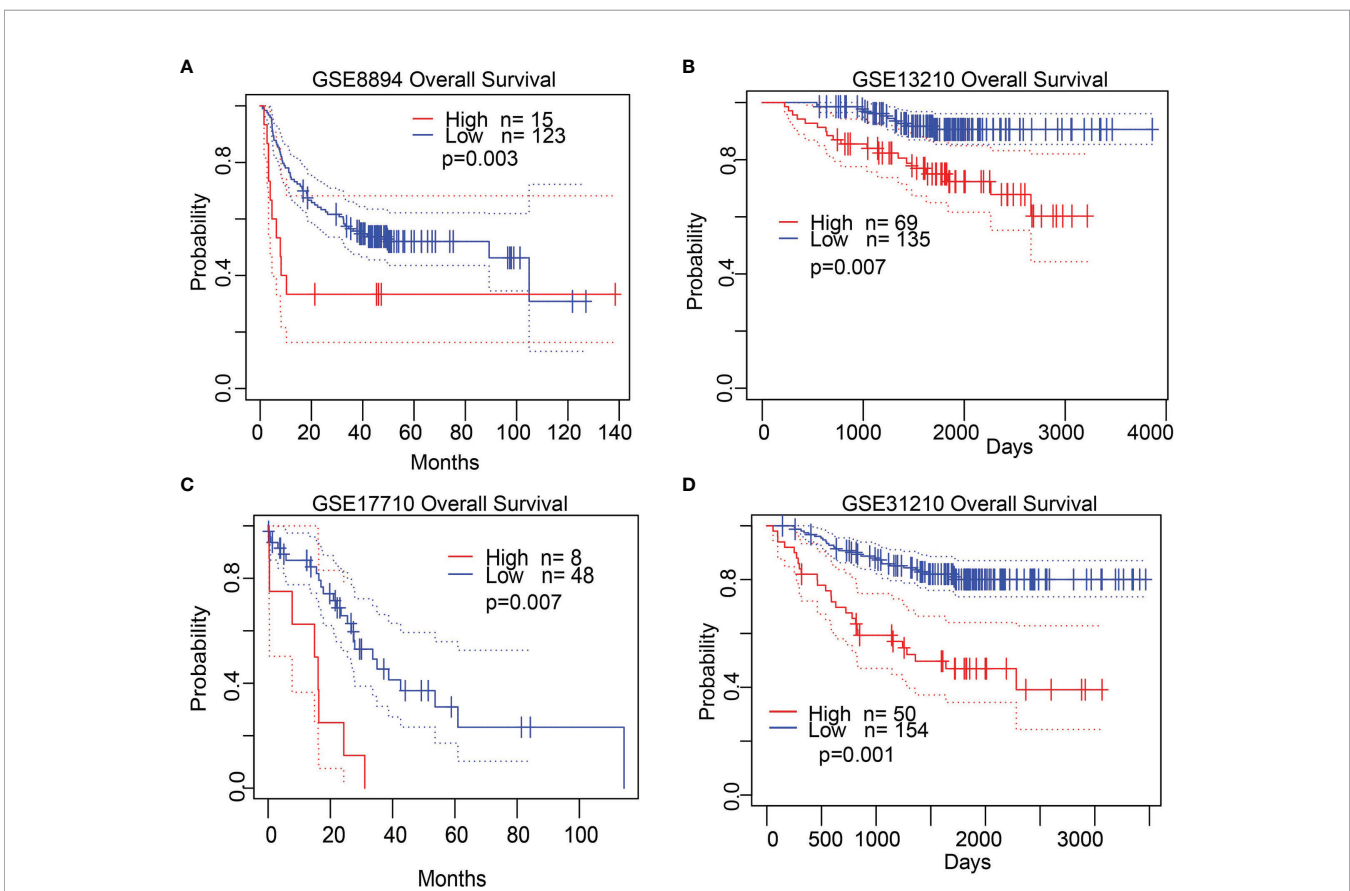 A
GSE8894 Overall Survival
High n= 15
Low n= 123
p=0.003
Probability
0.0 0.4 0.8
0 20 40 60 80 100 120 140
Months
B
GSE13210 Overall Survival
High n= 69
Low n= 135
p=0.007
Probability
0.0 0.4 0.8
0 1000 2000 3000 4000
Days
C
GSE17710 Overall Survival
High n= 8
Low n= 48
p=0.007
Probability
0.0 0.4 0.8
0 20 40 60 80 100
Months
D
GSE31210 Overall Survival
High n= 50
Low n= 154
p=0.001
Probability
0.0 0.4 0.8
0 500 1000 2000 3000
Days